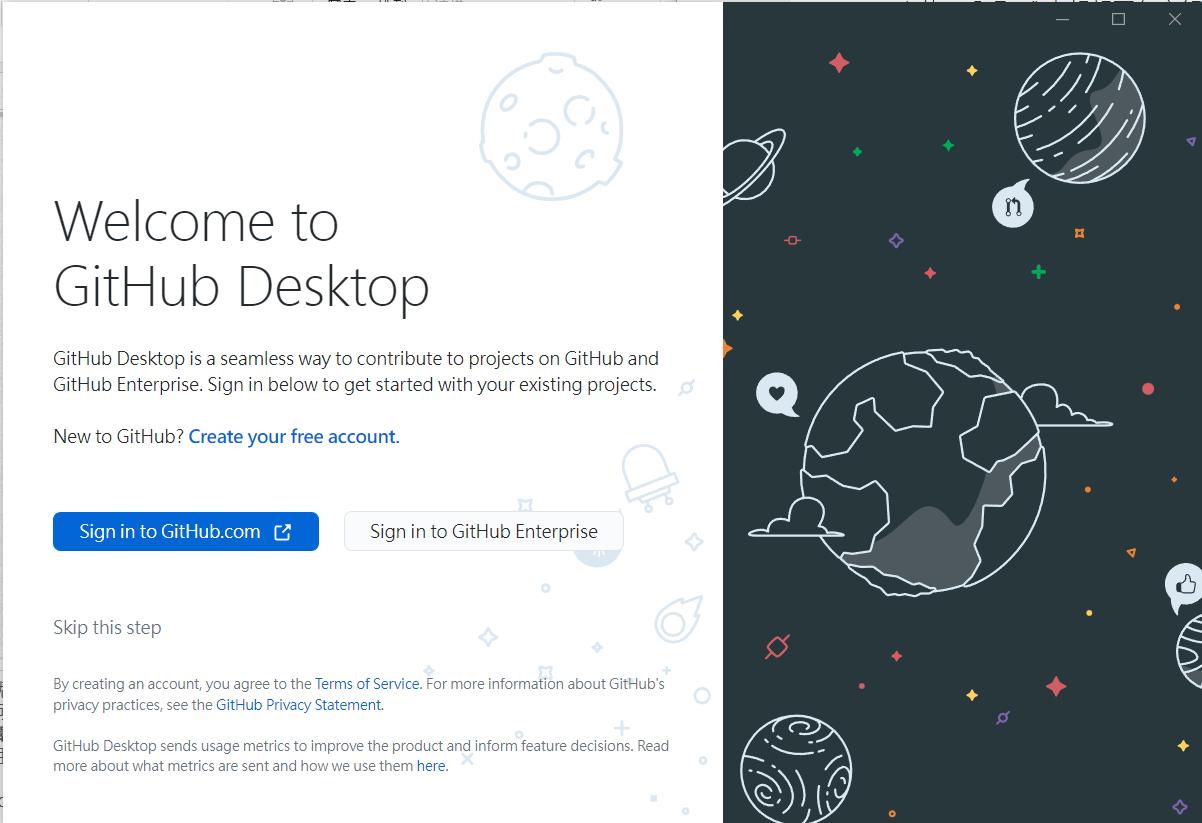 Welcome to
GitHub Desktop
GitHub Desktop is a seamless way to contribute to projects on GitHub and
GitHub Enterprise. Sign in below to get started with your existing projects.
New to GitHub? Create your free account.
Sign in to GitHub.com
Sign in to GitHub Enterprise
Skip this step
By creating an account, you agree to the Terms of Service. For more information about GitHub's
privacy practices, see the GitHub Privacy Statement.
GitHub Desktop sends usage metrics to improve the product and inform feature decisions. Read
more about what metrics are sent and how we use them here.